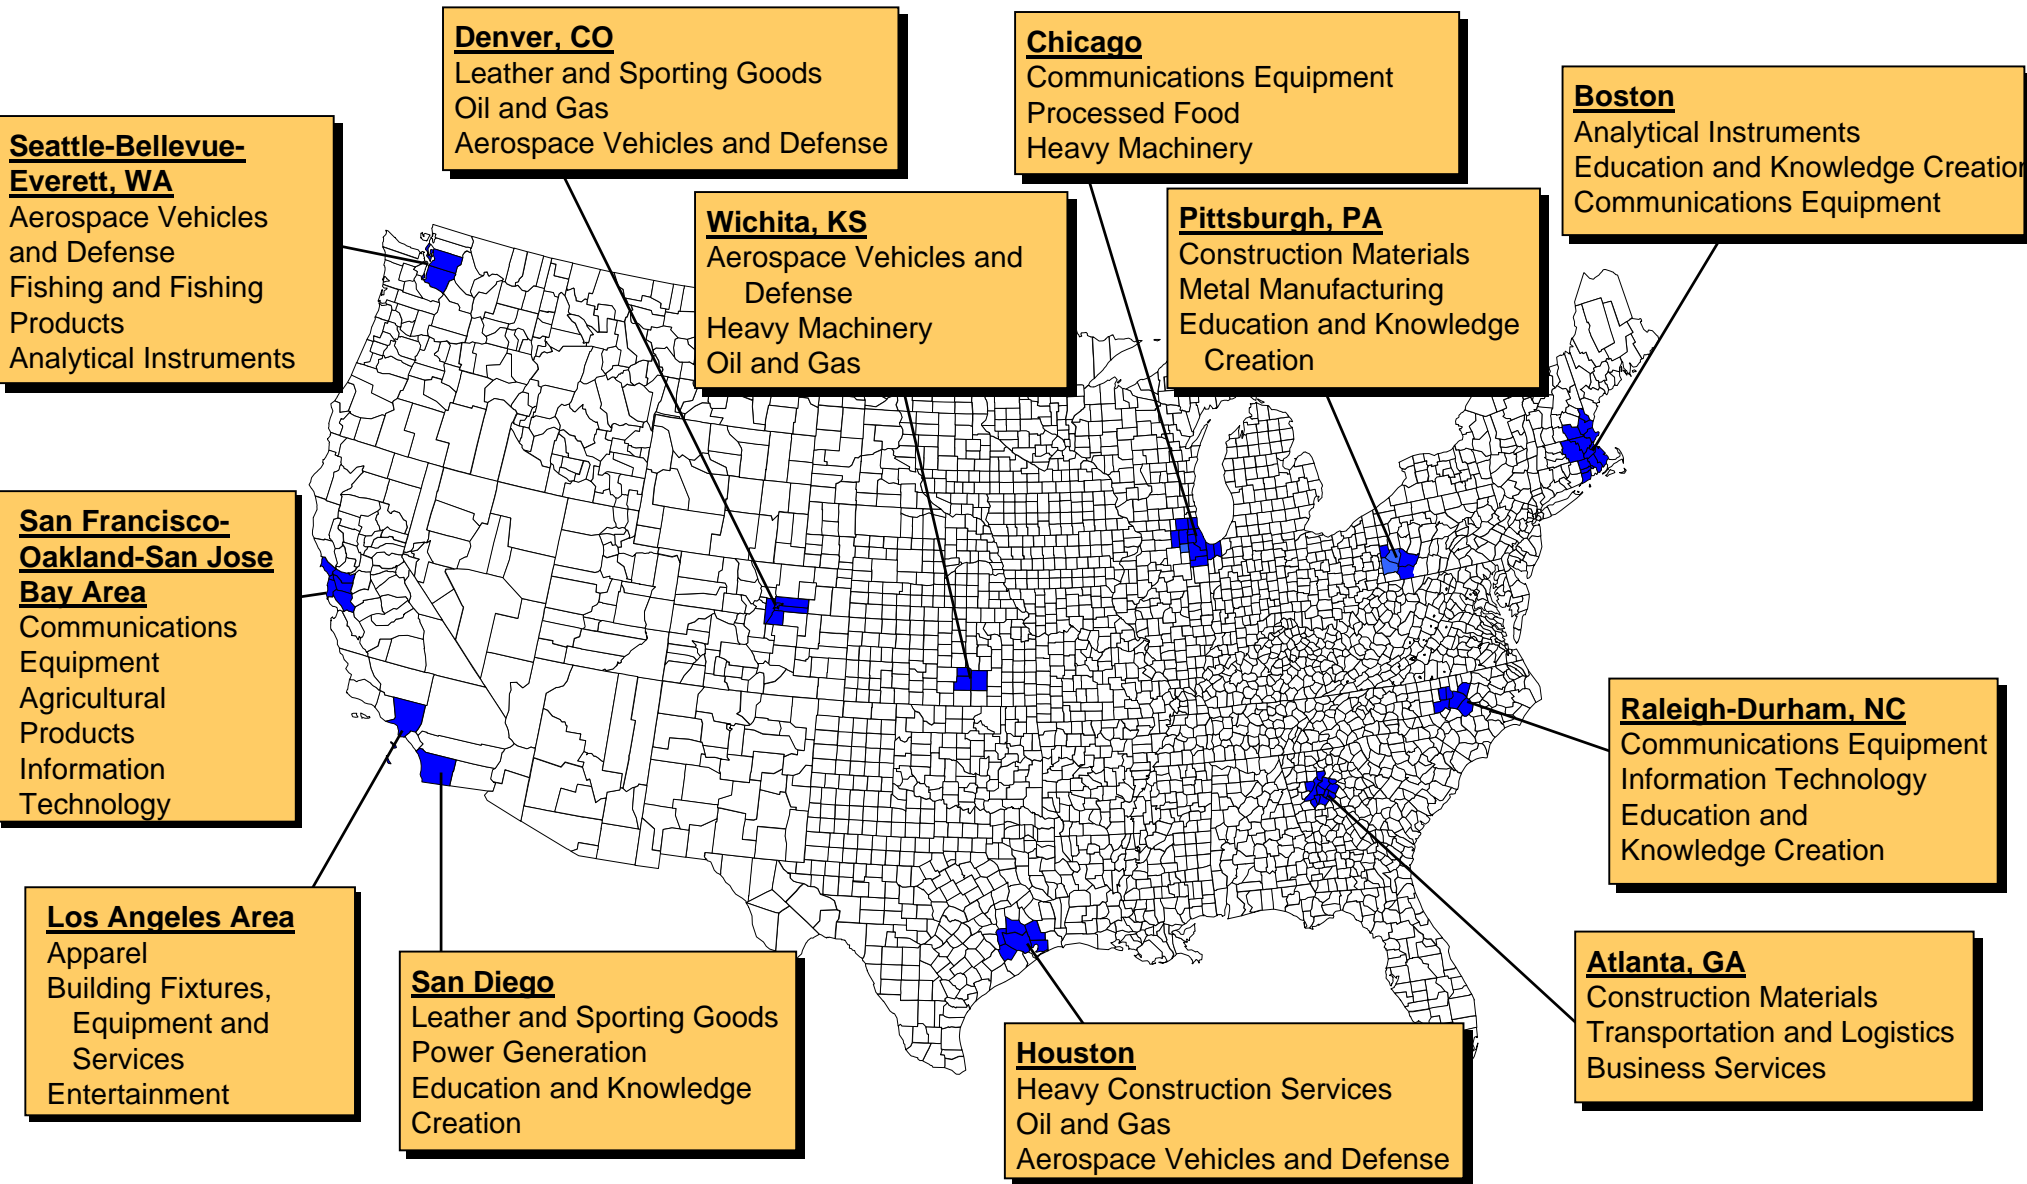 Denver, CO
Leather and Sporting Goods
Oil and Gas
Aerospace Vehicles and Defense
Chicago
Communications Equipment
Processed Food
Heavy Machinery
Boston
Analytical Instruments
Education and Knowledge Creation
Communications Equipment
Seattle-Bellevue-
Everett, WA
Aerospace Vehicles
and Defense
Fishing and Fishing
Products
Analytical Instruments
Wichita, KS
Aerospace Vehicles and
Defense
Heavy Machinery
Oil and Gas
Pittsburgh, PA
Construction Materials
Metal Manufacturing
Education and Knowledge
Creation
San Francisco-
Oakland-San Jose
Bay Area
Communications
Equipment
Agricultural
Products
Information
Technology
Raleigh-Durham, NC
Communications Equipment
Information Technology
Education and
Knowledge Creation
Los Angeles Area
Apparel
Building Fixtures,
Equipment and
Services
Entertainment
San Diego
Leather and Sporting Goods
Power Generation
Education and Knowledge
Creation
Houston
Heavy Construction Services
Oil and Gas
Aerospace Vehicles and Defense
Atlanta, GA
Construction Materials
Transportation and Logistics
Business Services